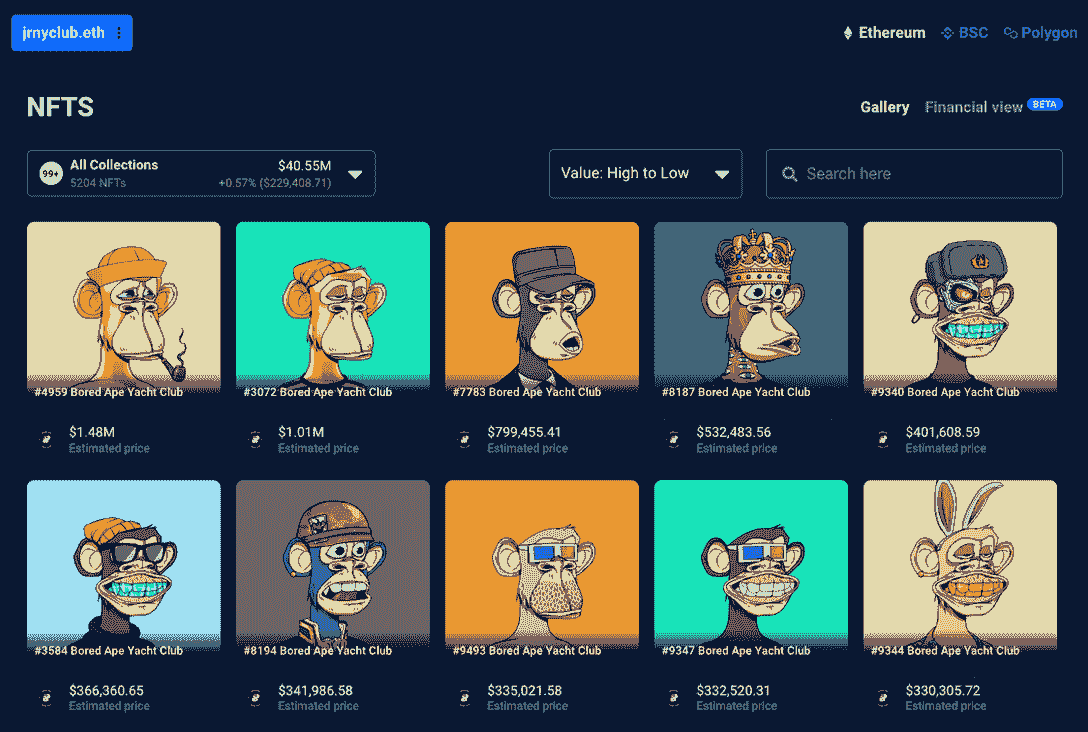 jrnyclub.eth
Ethereum BSC Polygon
NFTS
Gallery Financial view BETA
99+ All Collections $40.55M
5204 NFTs +0.57% ($229,408.71)
Value: High to Low
Search here
#4959 Bored Ape Yacht Club
#3072 Bored Ape Yacht Club
#7783 Bored Ape Yacht Club
#8187 Bored Ape Yacht Club
#9340 Bored Ape Yacht Club
$1.48M
Estimated price
$1.01M
Estimated price
$799,455.41
Estimated price
$532,483.56
Estimated price
$401,608.59
Estimated price
#3584 Bored Ape Yacht Club
#8194 Bored Ape Yacht Club
#9493 Bored Ape Yacht Club
#9347 Bored Ape Yacht Club
#9344 Bored Ape Yacht Club
$366,360.65
Estimated price
$341,986.58
Estimated price
$335,021.58
Estimated price
$332,520.31
Estimated price
$330,305.72
Estimated price